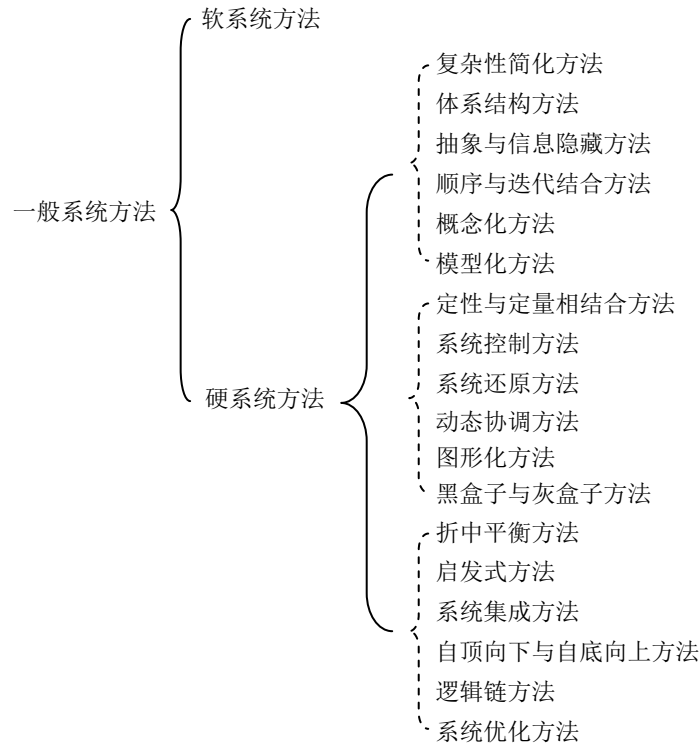 软系统方法
复杂性简化方法
体系结构方法
抽象与信息隐藏方法
顺序与迭代结合方法
一般系统方法
概念化方法
模型化方法
定性与定量相结合方法
系统控制方法
系统还原方法
硬系统方法
动态协调方法
图形化方法
黑盒子与灰盒子方法
折中平衡方法
启发式方法
系统集成方法
自顶向下与自底向上方法
逻辑链方法
系统优化方法